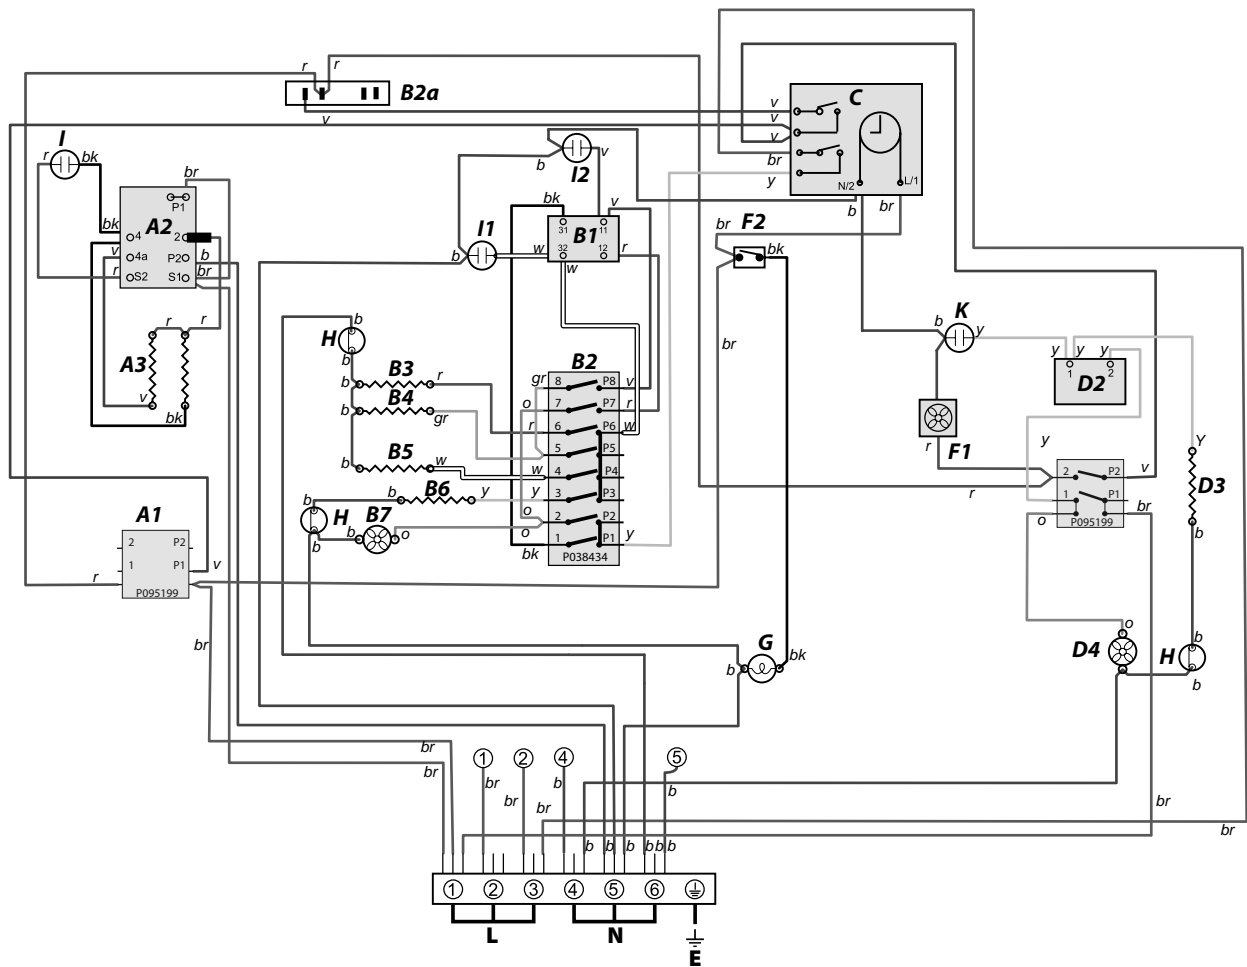 r
r
B2a
v
v
v
v
br
y
C
N/2
L/1
b
br
I
r
bk
br
P1
A2
bk
4
2
v
4a
P2
b
r
S2
S1
br
r
r
A3
v
bk
b
I2
v
bk
v
31
11
B1
32
12
b
I1
w
r
w
br
F2
bk
br
H
b
b
B3
b
r
B4
b
gr
B5
b
w
B6
b
y
H
B7
b
b
o
B2
gr
8
P8
v
o
7
P7
r
r
6
P6
w
5
P5
w
4
P4
y
3
P3
o
2
P2
o
1
P1
y
bk
P038434
K
b
y
y
y
y
1
2
D2
F1
r
y
Y
D3
b
2
P2
v
r
1
P1
br
o
P095199
A1
2
P2
1
P1
v
r
P095199
br
G
b
bk
o
D4
b
H
b
br
br
1
2
4
5
br
br
br
b
b
br
br
b
b
b
b
b
b
1
2
3
4
5
6
L
N
E